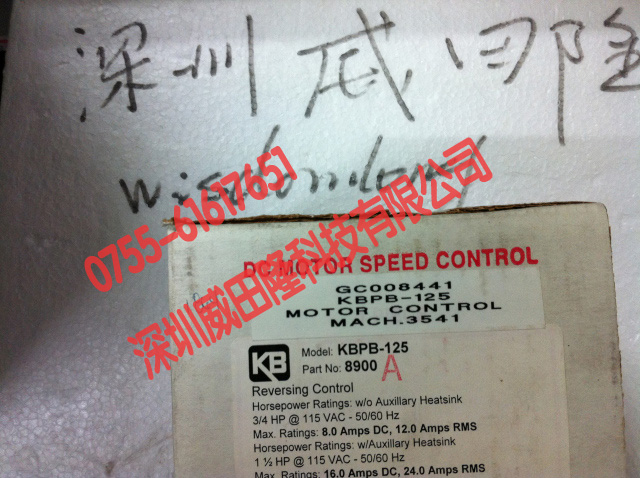 深圳威田隆
wisdomlong
0755-61617651
深圳威田隆科技有限公司
DC MOTOR SPEED CONTROL
GC008441
KBPB-125
MOTOR CONTROL
MACH.3541
KB
Model: KBPB-125
Part No: 8900 A
Reversing Control
Horsepower Ratings: w/o Auxillary Heatsink
3/4 HP @ 115 VAC - 50/60 Hz
Max. Ratings: 8.0 Amps DC, 12.0 Amps RMS
Horsepower Ratings: w/Auxillary Heatsink
1 ½ HP @ 115 VAC - 50/60 Hz
Max. Ratings: 16.0 Amps DC, 24.0 Amps RMS